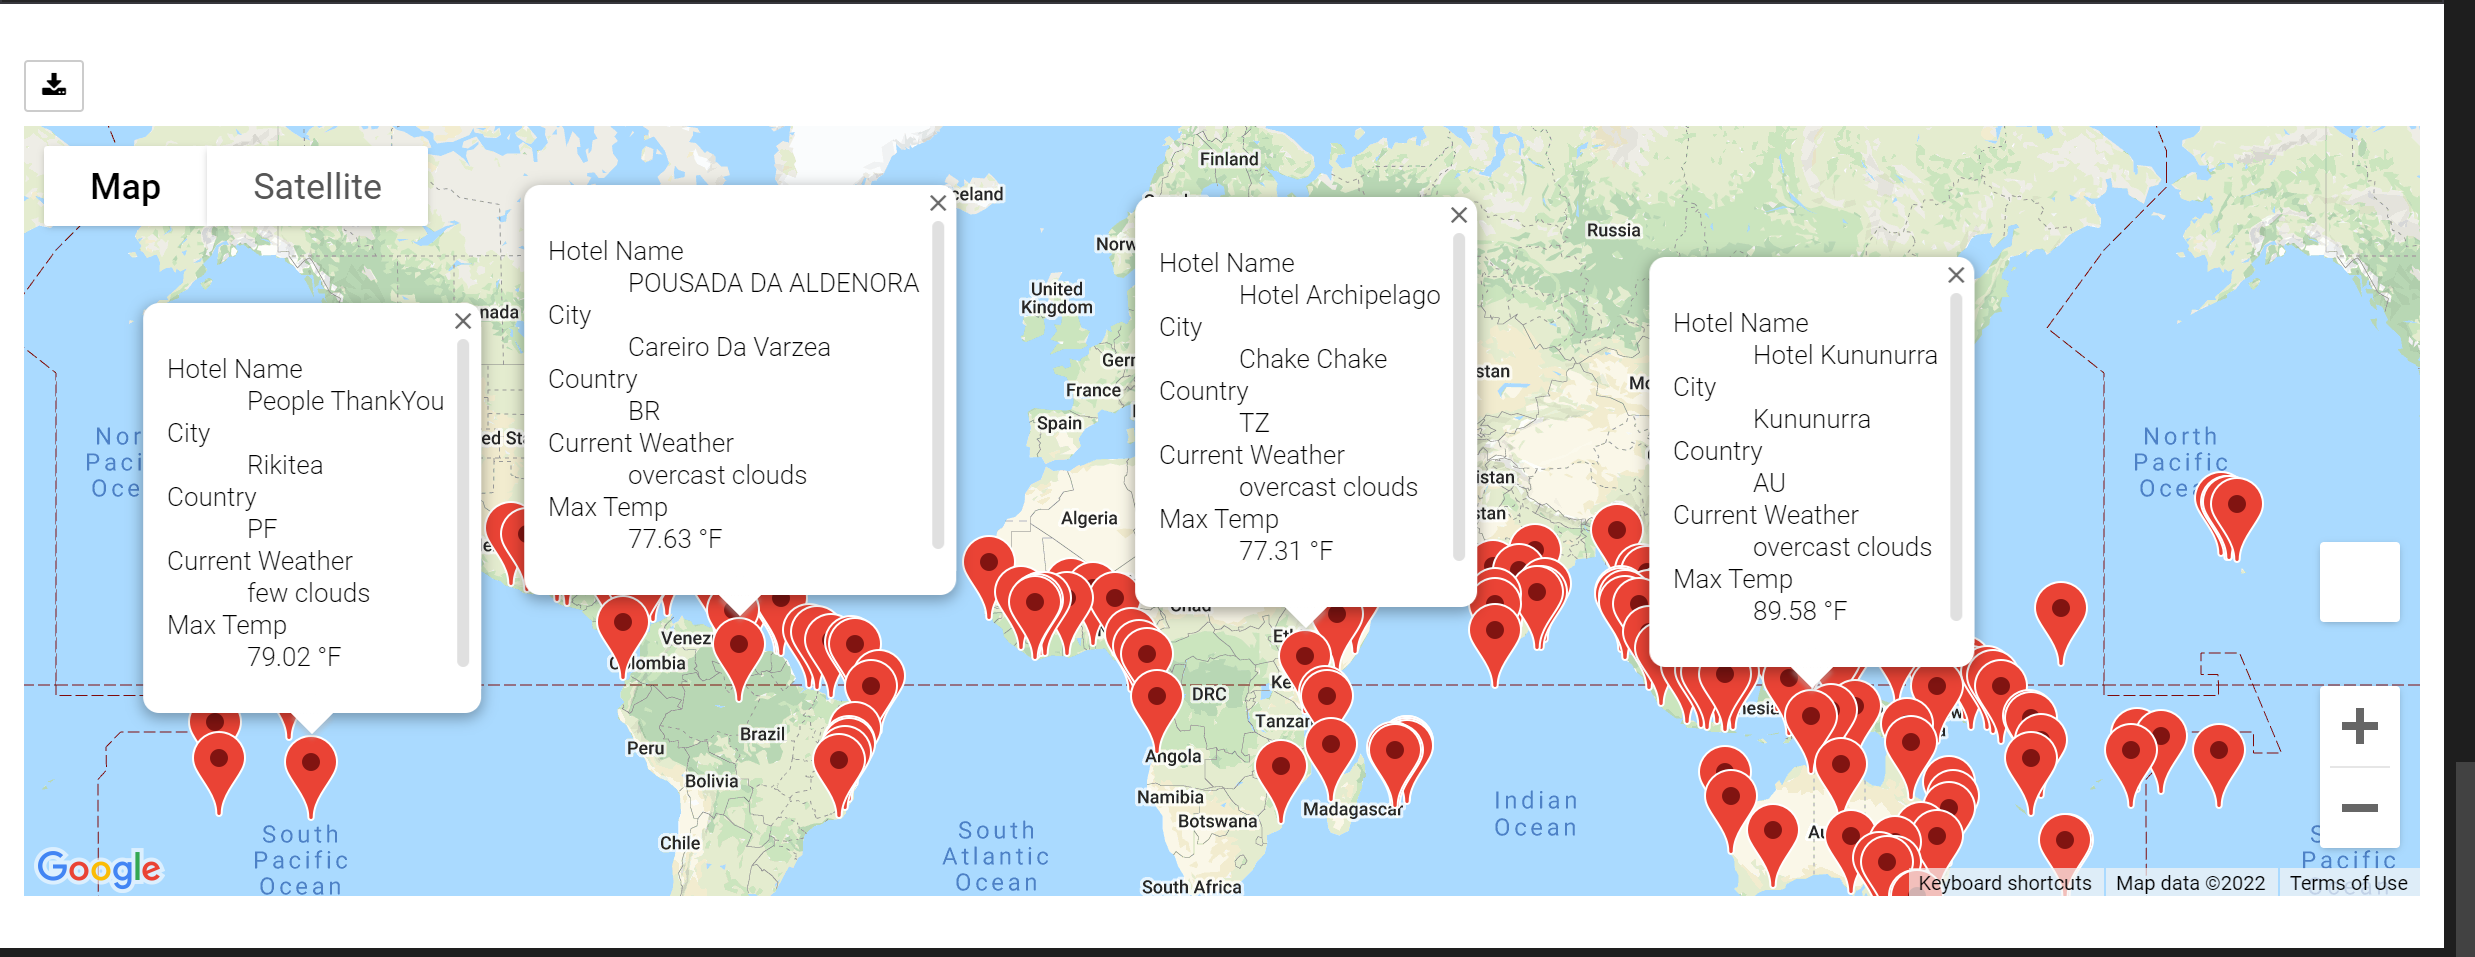 Map
Satellite
Finland
celand
Russia
Norw
United
Kingdom
Gern
France
Spain
Algeria
nada
ed St
North
Pacific
Hotel Name
People ThankYou
City
Rikitea
Country
PF
Current Weather
few clouds
Max Temp
79.02 °F
Hotel Name
POUSADA DA ALDENORA
City
Careiro Da Varzea
Country
BR
Current Weather
overcast clouds
Max Temp
77.63 °F
Hotel Name
Hotel Archipelago
City
Chake Chake
Country
TZ
Current Weather
overcast clouds
Max Temp
77.31 °F
Hotel Name
Hotel Kununurra
City
Kununurra
Country
AU
Current Weather
overcast clouds
Max Temp
89.58 °F
Nor
Paci
Oce
stan
istan
stan
Venez
Colombia
DRC
Ke
Tanzan
Peru
Brazil
Bolivia
Angola
Namibia
Botswana
Madagascar
Chile
South Africa
Indian
Ocean
South
Pacific
Ocean
South
Atlantic
Ocean
Pacific
Google
Keyboard shortcuts
Map data ©2022
Terms of Use